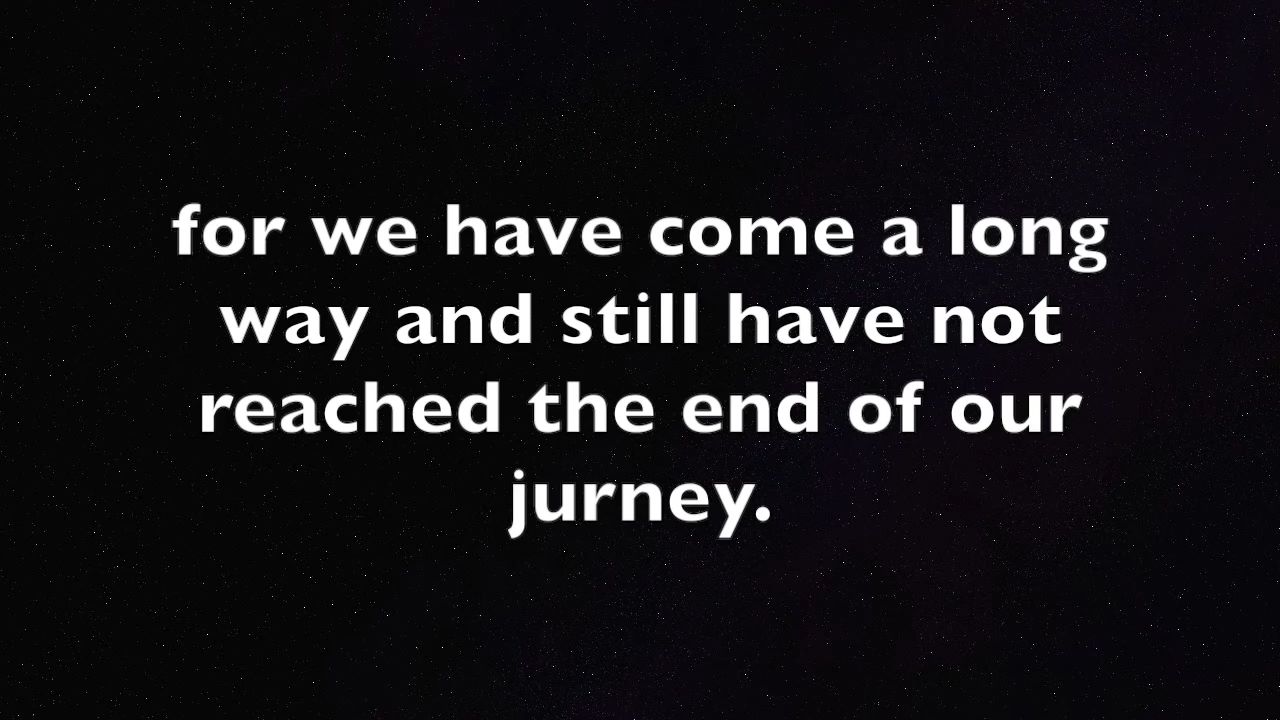 for we have come a long
way and still have not
reached the end of our
jurney.